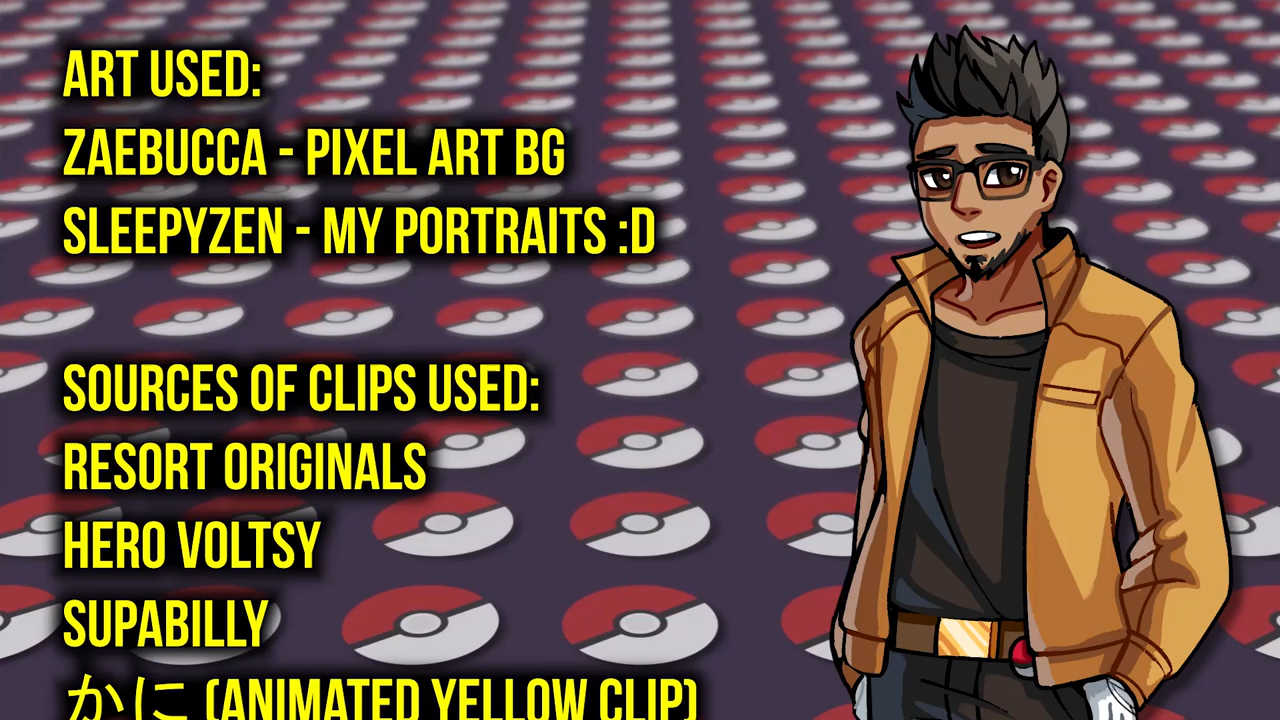 ART USED:
ZAEBUCCA - PIXEL ART BG
SLEEPYZEN - MY PORTRAITS :D
SOURCES OF CLIPS USED:
RESORT ORIGINALS
HERO VOLTSY
SUPABILLY
かに (ANIMATED YELLOW CLIP)